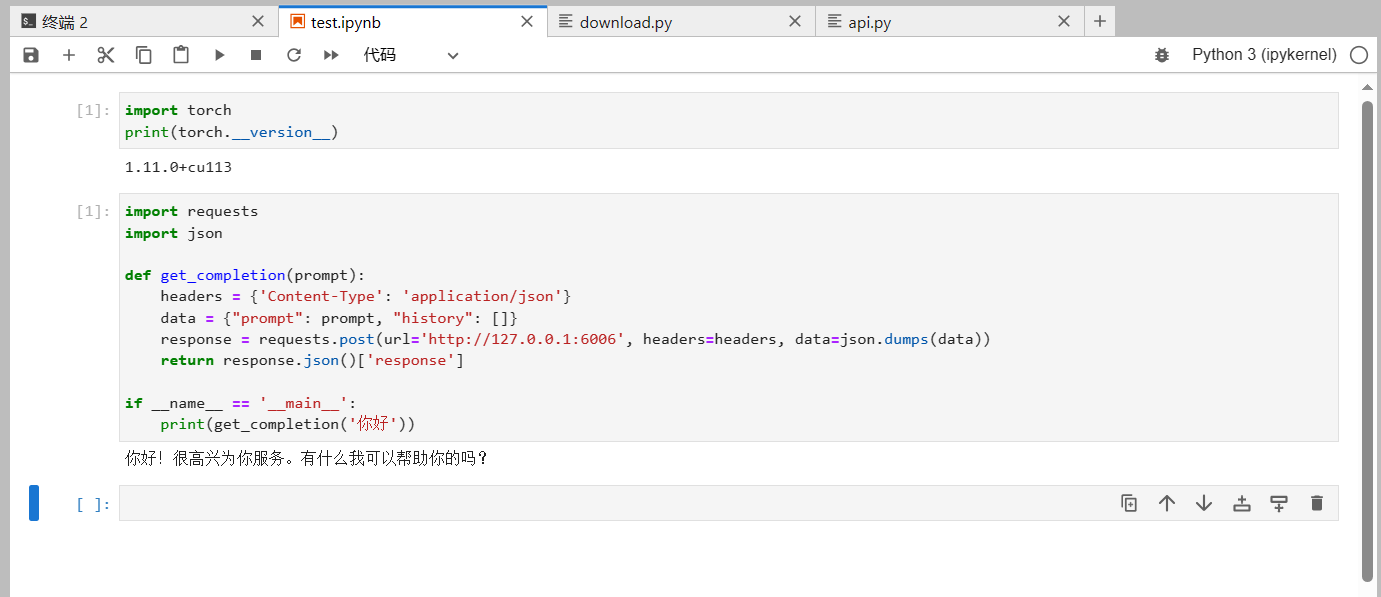 终端 2
test.ipynb
download.py
api.py
代码
Python 3 (ipykernel)
[1]:
import torch
print(torch.__version__)
1.11.0+cu113
[1]:
import requests
import json
def get_completion(prompt):
    headers = {'Content-Type': 'application/json'}
    data = {"prompt": prompt, "history": []}
    response = requests.post(url='http://127.0.0.1:6006', headers=headers, data=json.dumps(data))
    return response.json()['response']
if __name__ == '__main__':
    print(get_completion('你好'))
你好！很高兴为你服务。有什么我可以帮助你的吗？
[ ]: